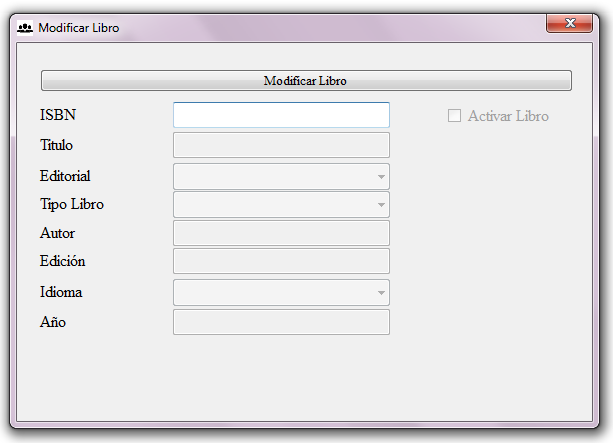 Modificar Libro
Modificar Libro
ISBN
Activar Libro
Titulo
Editorial
Tipo Libro
Autor
Edición
Idioma
Año